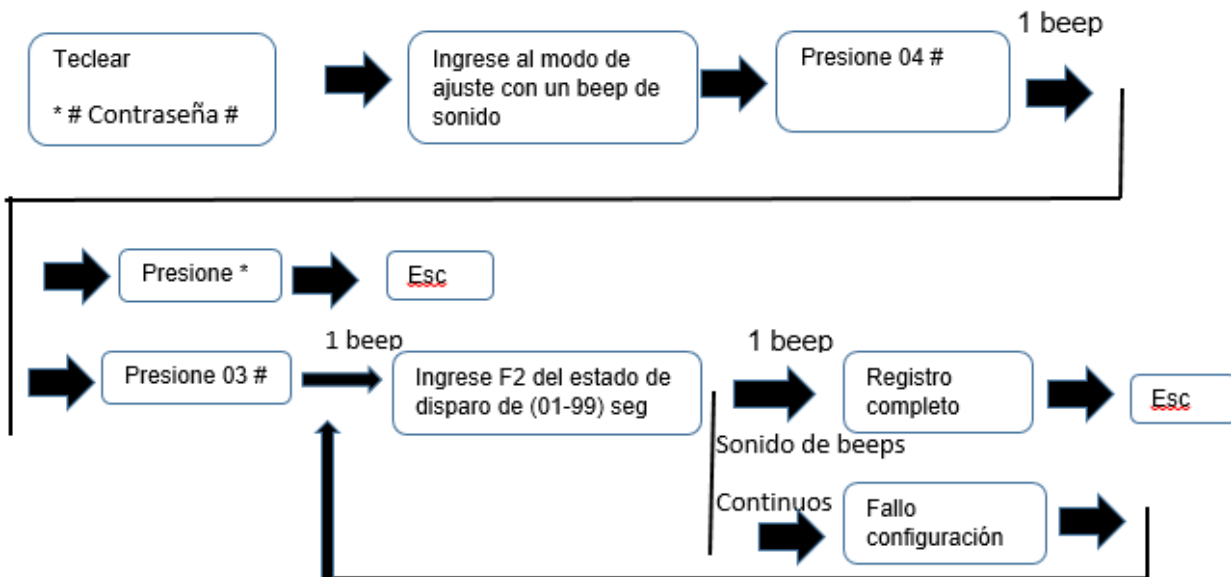 Teclear
* # Contraseña #
Ingrese al modo de
ajuste con un beep de
sonido
Presione 04 #
1 beep
Presione *
Esc
Presione 03 #
1 beep
Ingrese F2 del estado de
disparo de (01-99) seg
1 beep
Registro
completo
Esc
Sonido de beeps
Continuos
Fallo
configuración